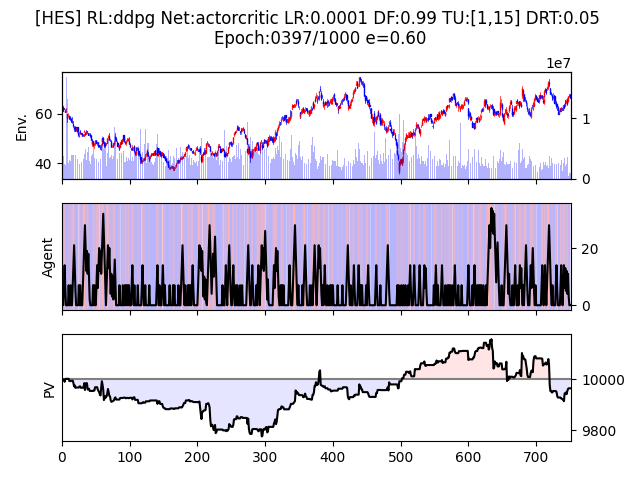 [HES] RL:ddpg Net:actorcritic LR:0.0001 DF:0.99 TU:[1,15] DRT:0.05
Epoch:0397/1000 e=0.60
1e7
Env.
60
40
1
0
Agent
20
0
PV
10000
9800
0 100 200 300 400 500 600 700